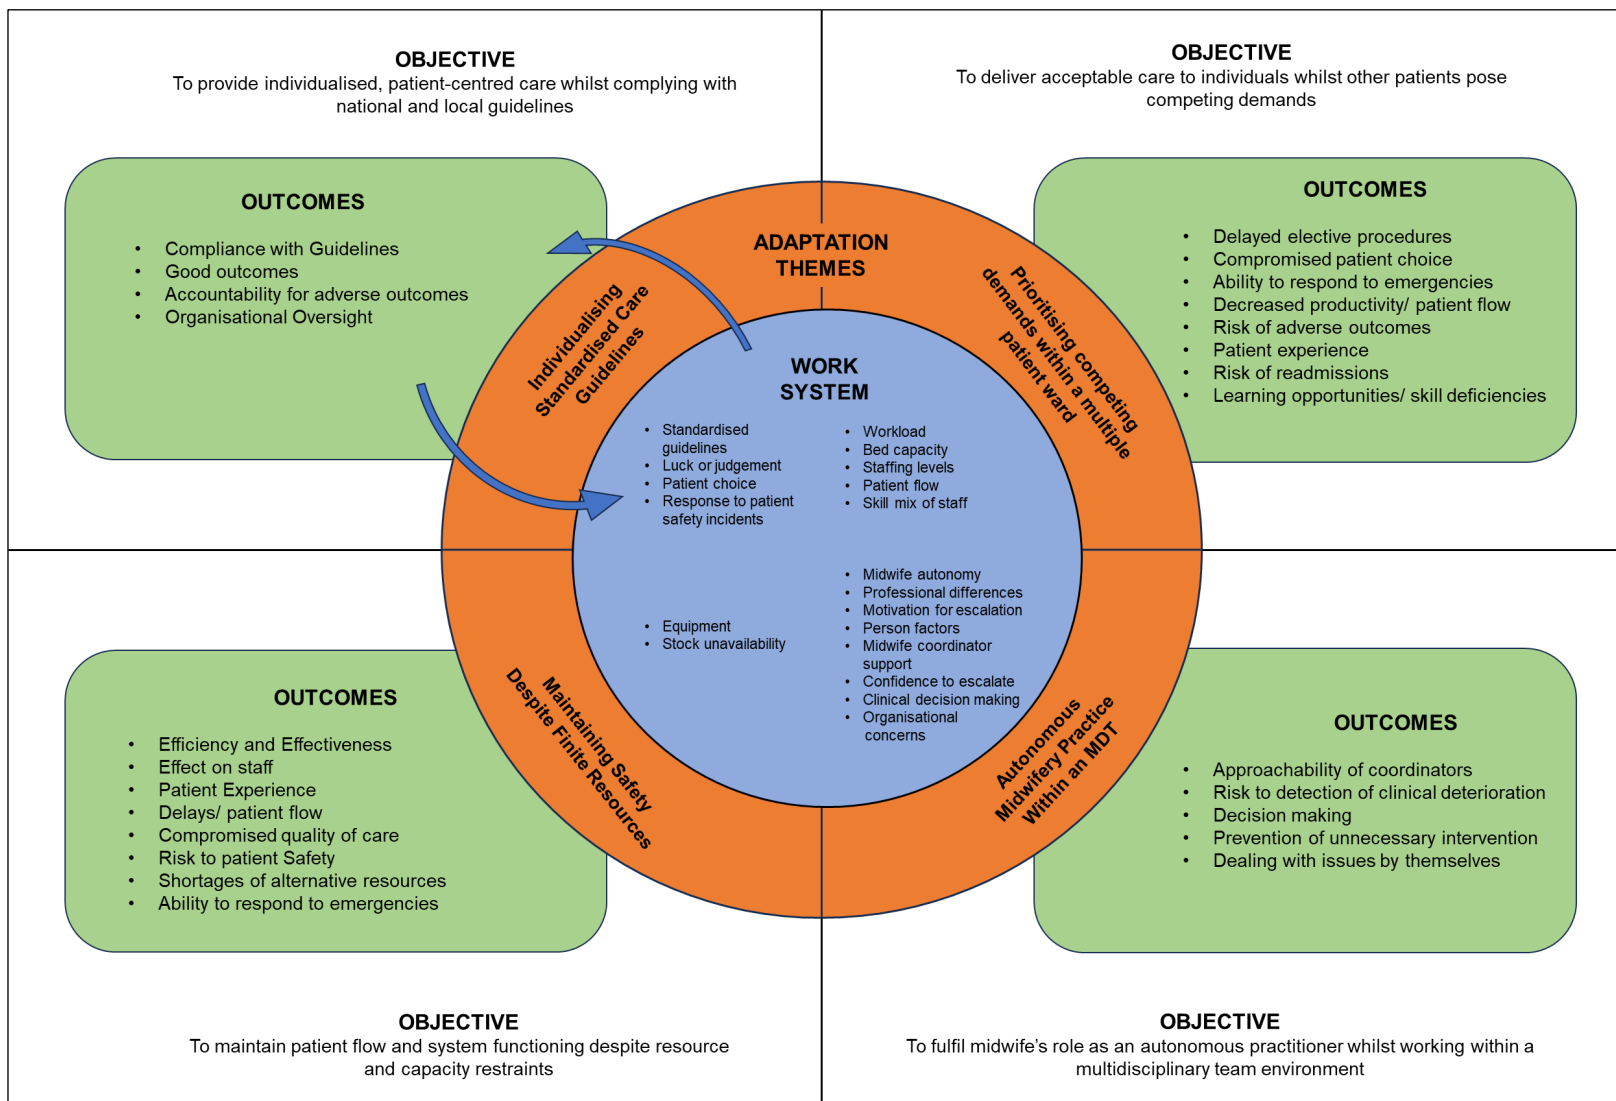 OBJECTIVE
To provide individualised, patient-centred care whilst complying with
national and local guidelines
OBJECTIVE
To deliver acceptable care to individuals whilst other patients pose
competing demands
OUTCOMES
• Compliance with Guidelines
• Good outcomes
• Accountability for adverse outcomes
• Organisational Oversight
OUTCOMES
• Delayed elective procedures
• Compromised patient choice
• Ability to respond to emergencies
• Decreased productivity/ patient flow
• Risk of adverse outcomes
• Patient experience
• Risk of readmissions
• Learning opportunities/ skill deficiencies
ADAPTATION
THEMES
Individualising
Standardised Care
Guidelines
Prioritising competing
demands within a multiple
patient ward
WORK
SYSTEM
• Standardised
guidelines
• Luck or judgement
• Patient choice
• Response to patient
safety incidents
• Workload
• Bed capacity
• Staffing levels
• Patient flow
• Skill mix of staff
• Equipment
• Stock unavailability
• Midwife autonomy
• Professional differences
• Motivation for escalation
• Person factors
• Midwife coordinator
support
• Confidence to escalate
• Clinical decision making
• Organisational
concerns
Maintaining Safety
Despite Finite Resources
Autonomous
Midwifery Practice
Within an MDT
OUTCOMES
• Efficiency and Effectiveness
• Effect on staff
• Patient Experience
• Delays/ patient flow
• Compromised quality of care
• Risk to patient Safety
• Shortages of alternative resources
• Ability to respond to emergencies
OUTCOMES
• Approachability of coordinators
• Risk to detection of clinical deterioration
• Decision making
• Prevention of unnecessary intervention
• Dealing with issues by themselves
OBJECTIVE
To maintain patient flow and system functioning despite resource
and capacity restraints
OBJECTIVE
To fulfil midwife's role as an autonomous practitioner whilst working within a
multidisciplinary team environment